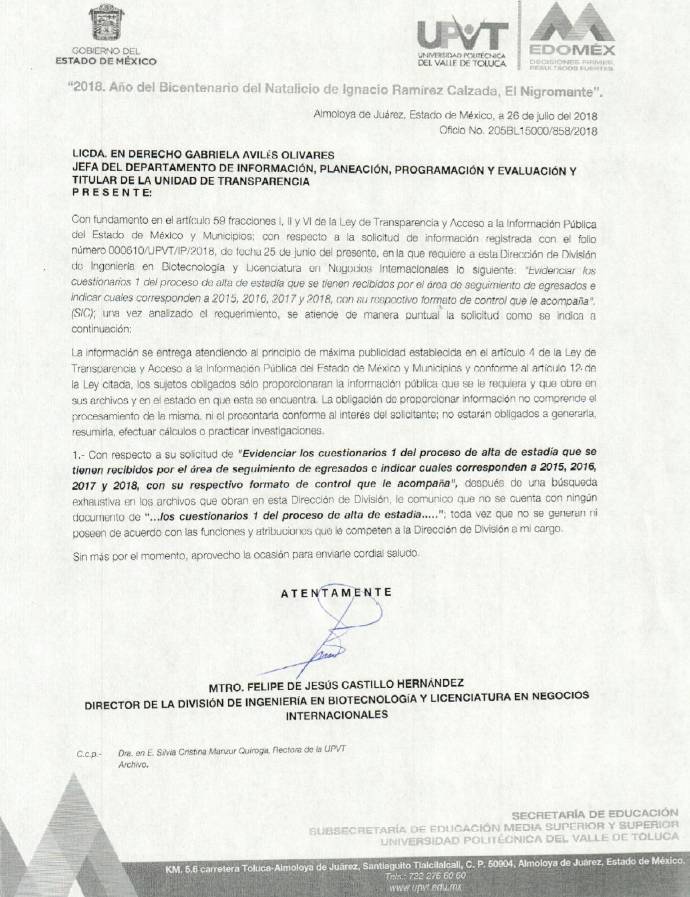 GOBIERNO DEL
ESTADO DE MÉXICO
UPVT
UNIVERSIDAD POLITÉCNICA
DEL VALLE DE TOLUCA
EDOMÉX
DECISIONES FIRMES,
RESULTADOS FUERTES.
"2018. Año del Bicentenario del Natalicio de Ignacio Ramírez Calzada, El Nigromante".
Almoloya de Juárez, Estado de México, a 26 de julio del 2018
Oficio No. 205BL15000/858/2018
LICDA. EN DERECHO GABRIELA AVILÉS OLIVARES
JEFA DEL DEPARTAMENTO DE INFORMACIÓN, PLANEACIÓN, PROGRAMACIÓN Y EVALUACIÓN Y
TITULAR DE LA UNIDAD DE TRANSPARENCIA
P R E S E N T E:
Con fundamento en el artículo 59 fracciones I, II y VI de la Ley de Transparencia y Acceso a la Información Pública
del Estado de México y Municipios; con respecto a la solicitud de información registrada con el folio
número 000610/UPVT/IP/2018, de fecha 25 de junio del presente, en la que requiere a esta Dirección de División
de Ingeniería en Biotecnología y Licenciatura en Negocios Internacionales lo siguiente: "Evidenciar los
cuestionarios 1 del proceso de alta de estadía que se tienen recibidos por el área de seguimiento de egresados e
indicar cuales corresponden a 2015, 2016, 2017 y 2018, con su respectivo formato de control que le acompaña".
(SIC); una vez analizado el requerimiento, se atiende de manera puntual la solicitud como se indica a
continuación:
La información se entrega atendiendo al principio de máxima publicidad establecida en el artículo 4 de la Ley de
Transparencia y Acceso a la Información Pública del Estado de México y Municipios y conforme al artículo 12 de
la Ley citada, los sujetos obligados sólo proporcionaran la información pública que se le requiera y que obre en
sus archivos y en el estado en que esta se encuentra. La obligación de proporcionar información no comprende el
procesamiento de la misma, ni el presentarla conforme al interés del solicitante; no estarán obligados a generarla,
resumirla, efectuar cálculos o practicar investigaciones.
1.- Con respecto a su solicitud de "Evidenciar los cuestionarios 1 del proceso de alta de estadía que se
tienen recibidos por el área de seguimiento de egresados e indicar cuales corresponden a 2015, 2016,
2017 y 2018, con su respectivo formato de control que le acompaña", después de una búsqueda
exhaustiva en los archivos que obran en esta Dirección de División, le comunico que no se cuenta con ningún
documento de "...los cuestionarios 1 del proceso de alta de estadía....."; toda vez que no se generan ni
poseen de acuerdo con las funciones y atribuciones que le competen a la Dirección de División a mi cargo.
Sin más por el momento, aprovecho la ocasión para enviarle cordial saludo.
A T E N T A M E N T E
MTRO. FELIPE DE JESÚS CASTILLO HERNÁNDEZ
DIRECTOR DE LA DIVISIÓN DE INGENIERÍA EN BIOTECNOLOGÍA Y LICENCIATURA EN NEGOCIOS
INTERNACIONALES
C.c.p.- Dra. en E. Silvia Cristina Manzur Quiroga, Rectora de la UPVT
Archivo.
SECRETARÍA DE EDUCACIÓN
SUBSECRETARÍA DE EDUCACIÓN MEDIA SUPERIOR Y SUPERIOR
UNIVERSIDAD POLITÉCNICA DEL VALLE DE TOLUCA
KM. 5.6 carretera Toluca-Almoloya de Juárez, Santiaguito Tlalcilalcali, C. P. 50904, Almoloya de Juárez, Estado de México.
Tels.: 722 276 60 60
www.upvt.edu.mx